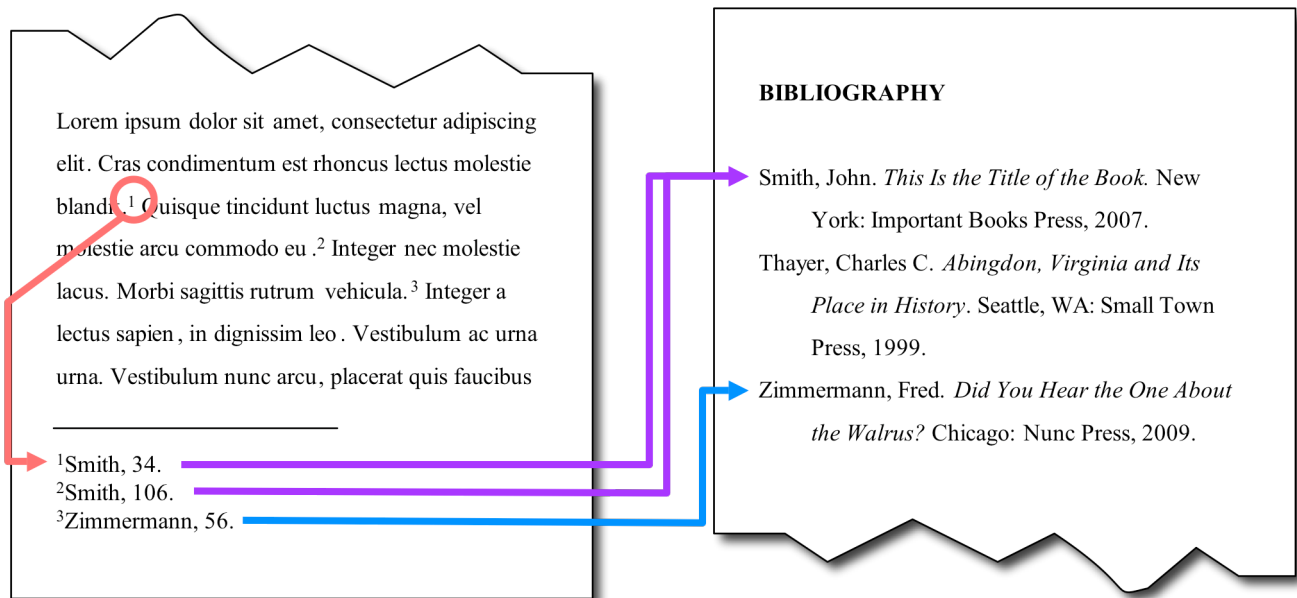 Lorem ipsum dolor sit amet, consectetur adipiscing
elit. Cras condimentum est rhoncus lectus molestie
blandit.¹ Quisque tincidunt luctus magna, vel
molestie arcu commodo eu .² Integer nec molestie
lacus. Morbi sagittis rutrum vehicula.³ Integer a
lectus sapien, in dignissim leo. Vestibulum ac urna
urna. Vestibulum nunc arcu, placerat quis faucibus
¹Smith, 34.
²Smith, 106.
³Zimmermann, 56.
BIBLIOGRAPHY
Smith, John. This Is the Title of the Book. New
York: Important Books Press, 2007.
Thayer, Charles C. Abingdon, Virginia and Its
Place in History. Seattle, WA: Small Town
Press, 1999.
Zimmermann, Fred. Did You Hear the One About
the Walrus? Chicago: Nunc Press, 2009.